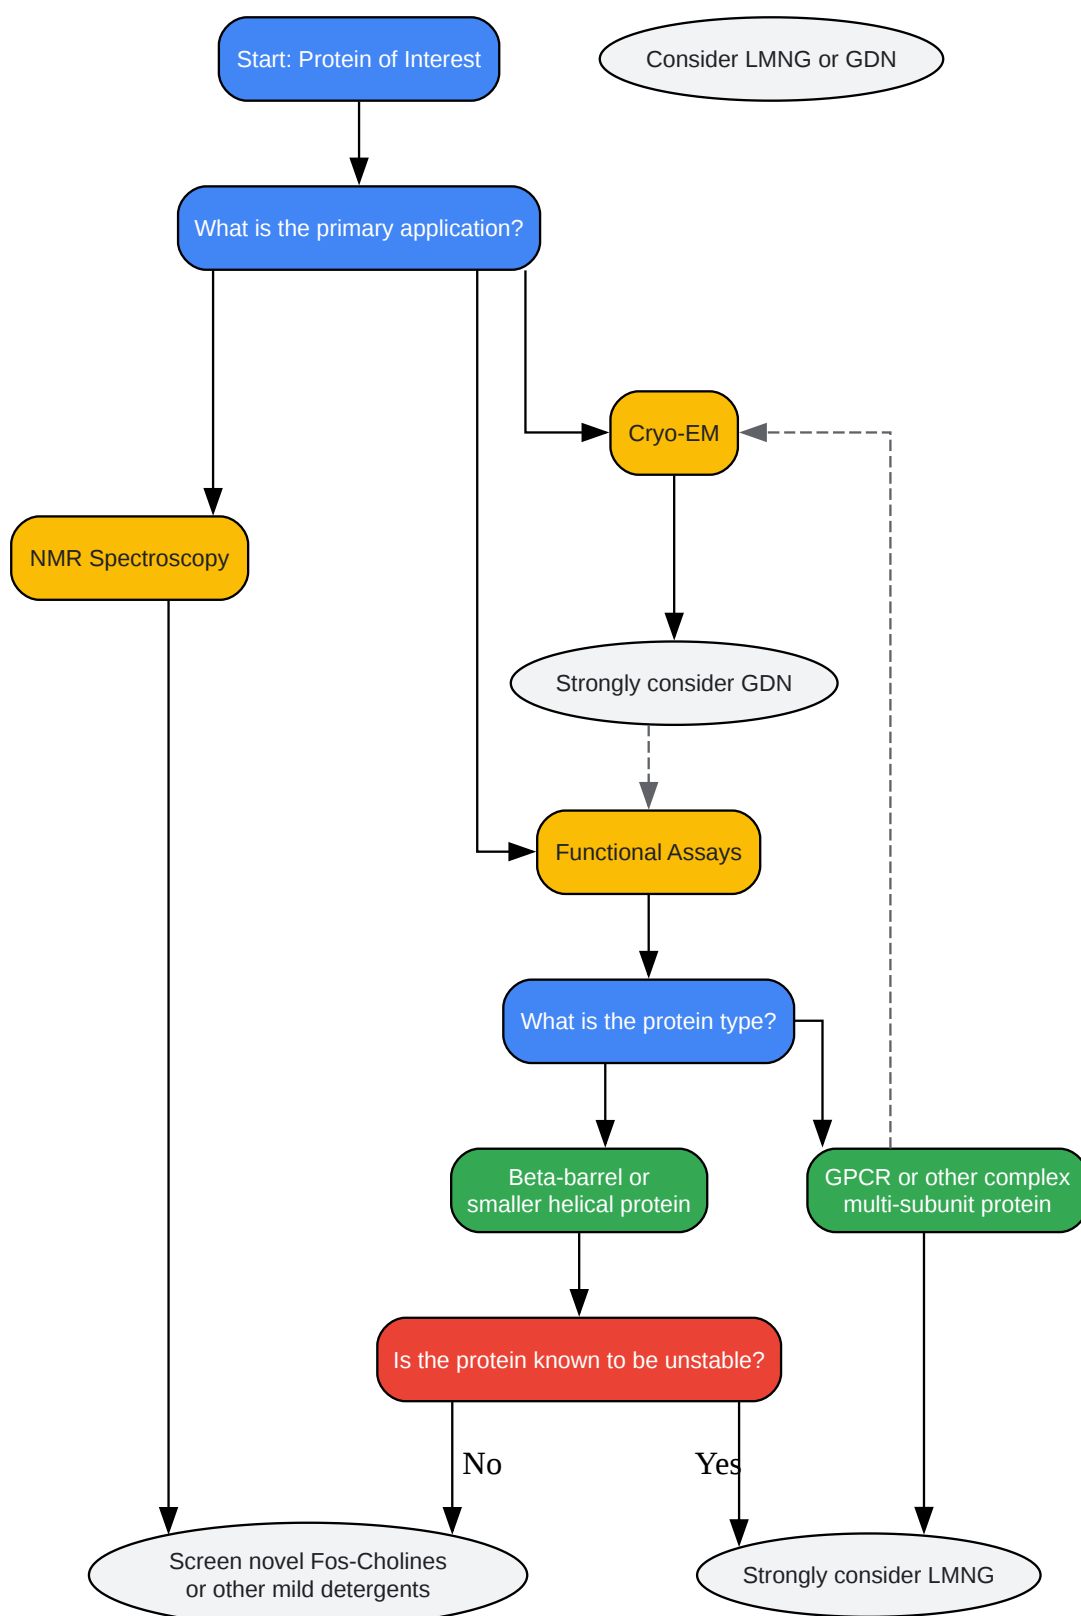 Start: Protein of Interest
Consider LMNG or GDN
What is the primary application?
Cryo-EM
NMR Spectroscopy
Strongly consider GDN
Functional Assays
What is the protein type?
Beta-barrel or
smaller helical protein
GPCR or other complex
multi-subunit protein
Is the protein known to be unstable?
No
Yes
Screen novel Fos-Cholines
or other mild detergents
Strongly consider LMNG